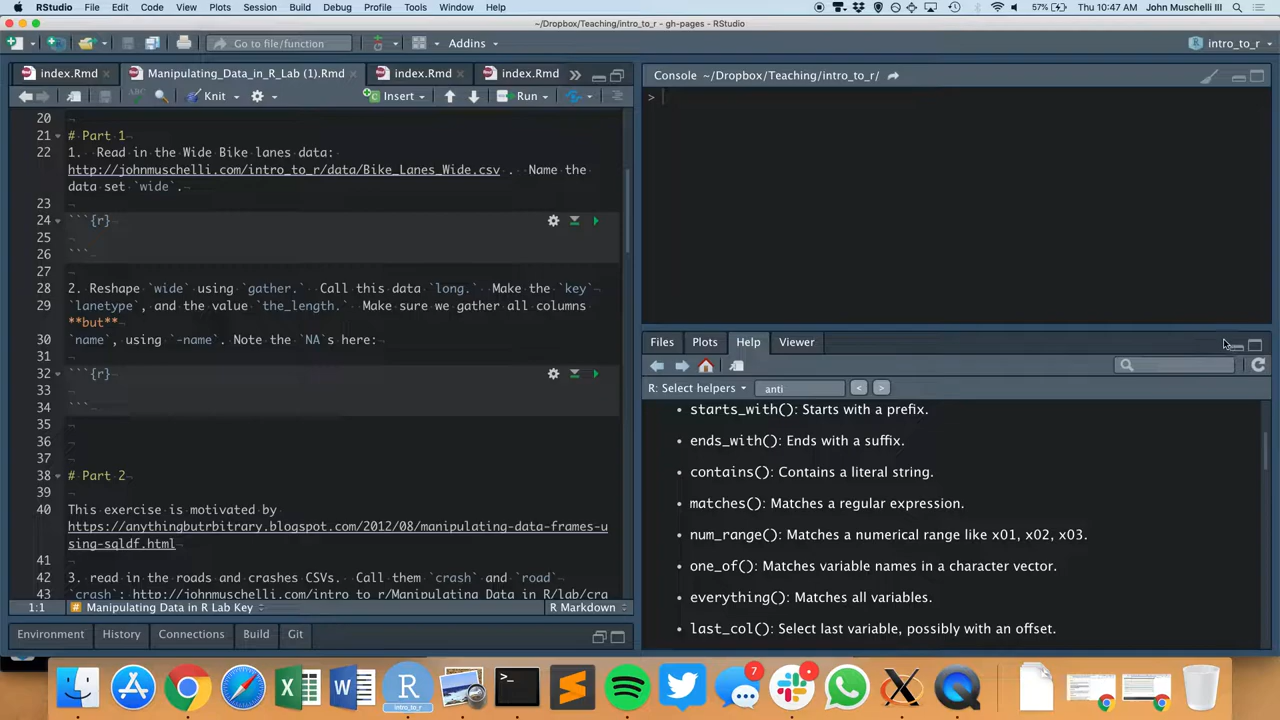 RStudio File Edit Code View Plots Session Build Debug Profile Tools Window Help 57% Thu 10:47 AM John Muschelli III
~/Dropbox/Teaching/intro_to_r - gh-pages - RStudio
Go to file/function Addins intro_to_r
index.Rmd Manipulating_Data_in_R_Lab (1).Rmd index.Rmd index.Rmd
Knit Insert Run
20
21 # Part 1
22 1. Read in the Wide Bike lanes data:
http://johnmuschelli.com/intro_to_r/data/Bike_Lanes_Wide.csv . Name the
data set `wide`.
23
24 ```{r}
25
26 ```
27
28 2. Reshape `wide` using `gather.` Call this data `long.` Make the `key`
29 `lanetype`, and the value `the_length.` Make sure we gather all columns
**but**
30 `name`, using `-name`. Note the `NA`s here:
31
32 ```{r}
33
34 ```
35
36
37
38 # Part 2
39
40 This exercise is motivated by
https://anythingbutrbitrary.blogspot.com/2012/08/manipulating-data-frames-u
sing-sqldf.html
41
42 3. read in the roads and crashes CSVs. Call them `crash` and `road`
43 `crash`: http://johnmuschelli.com/intro_to_r/Manipulating_Data_in_R/lab/cra
1:1 # Manipulating Data in R Lab Key R Markdown
Environment History Connections Build Git
Console ~/Dropbox/Teaching/intro_to_r/
>
Files Plots Help Viewer
R: Select helpers anti < >
• starts_with(): Starts with a prefix.
• ends_with(): Ends with a suffix.
• contains(): Contains a literal string.
• matches(): Matches a regular expression.
• num_range(): Matches a numerical range like x01, x02, x03.
• one_of(): Matches variable names in a character vector.
• everything(): Matches all variables.
• last_col(): Select last variable, possibly with an offset.
intro_to_r
7